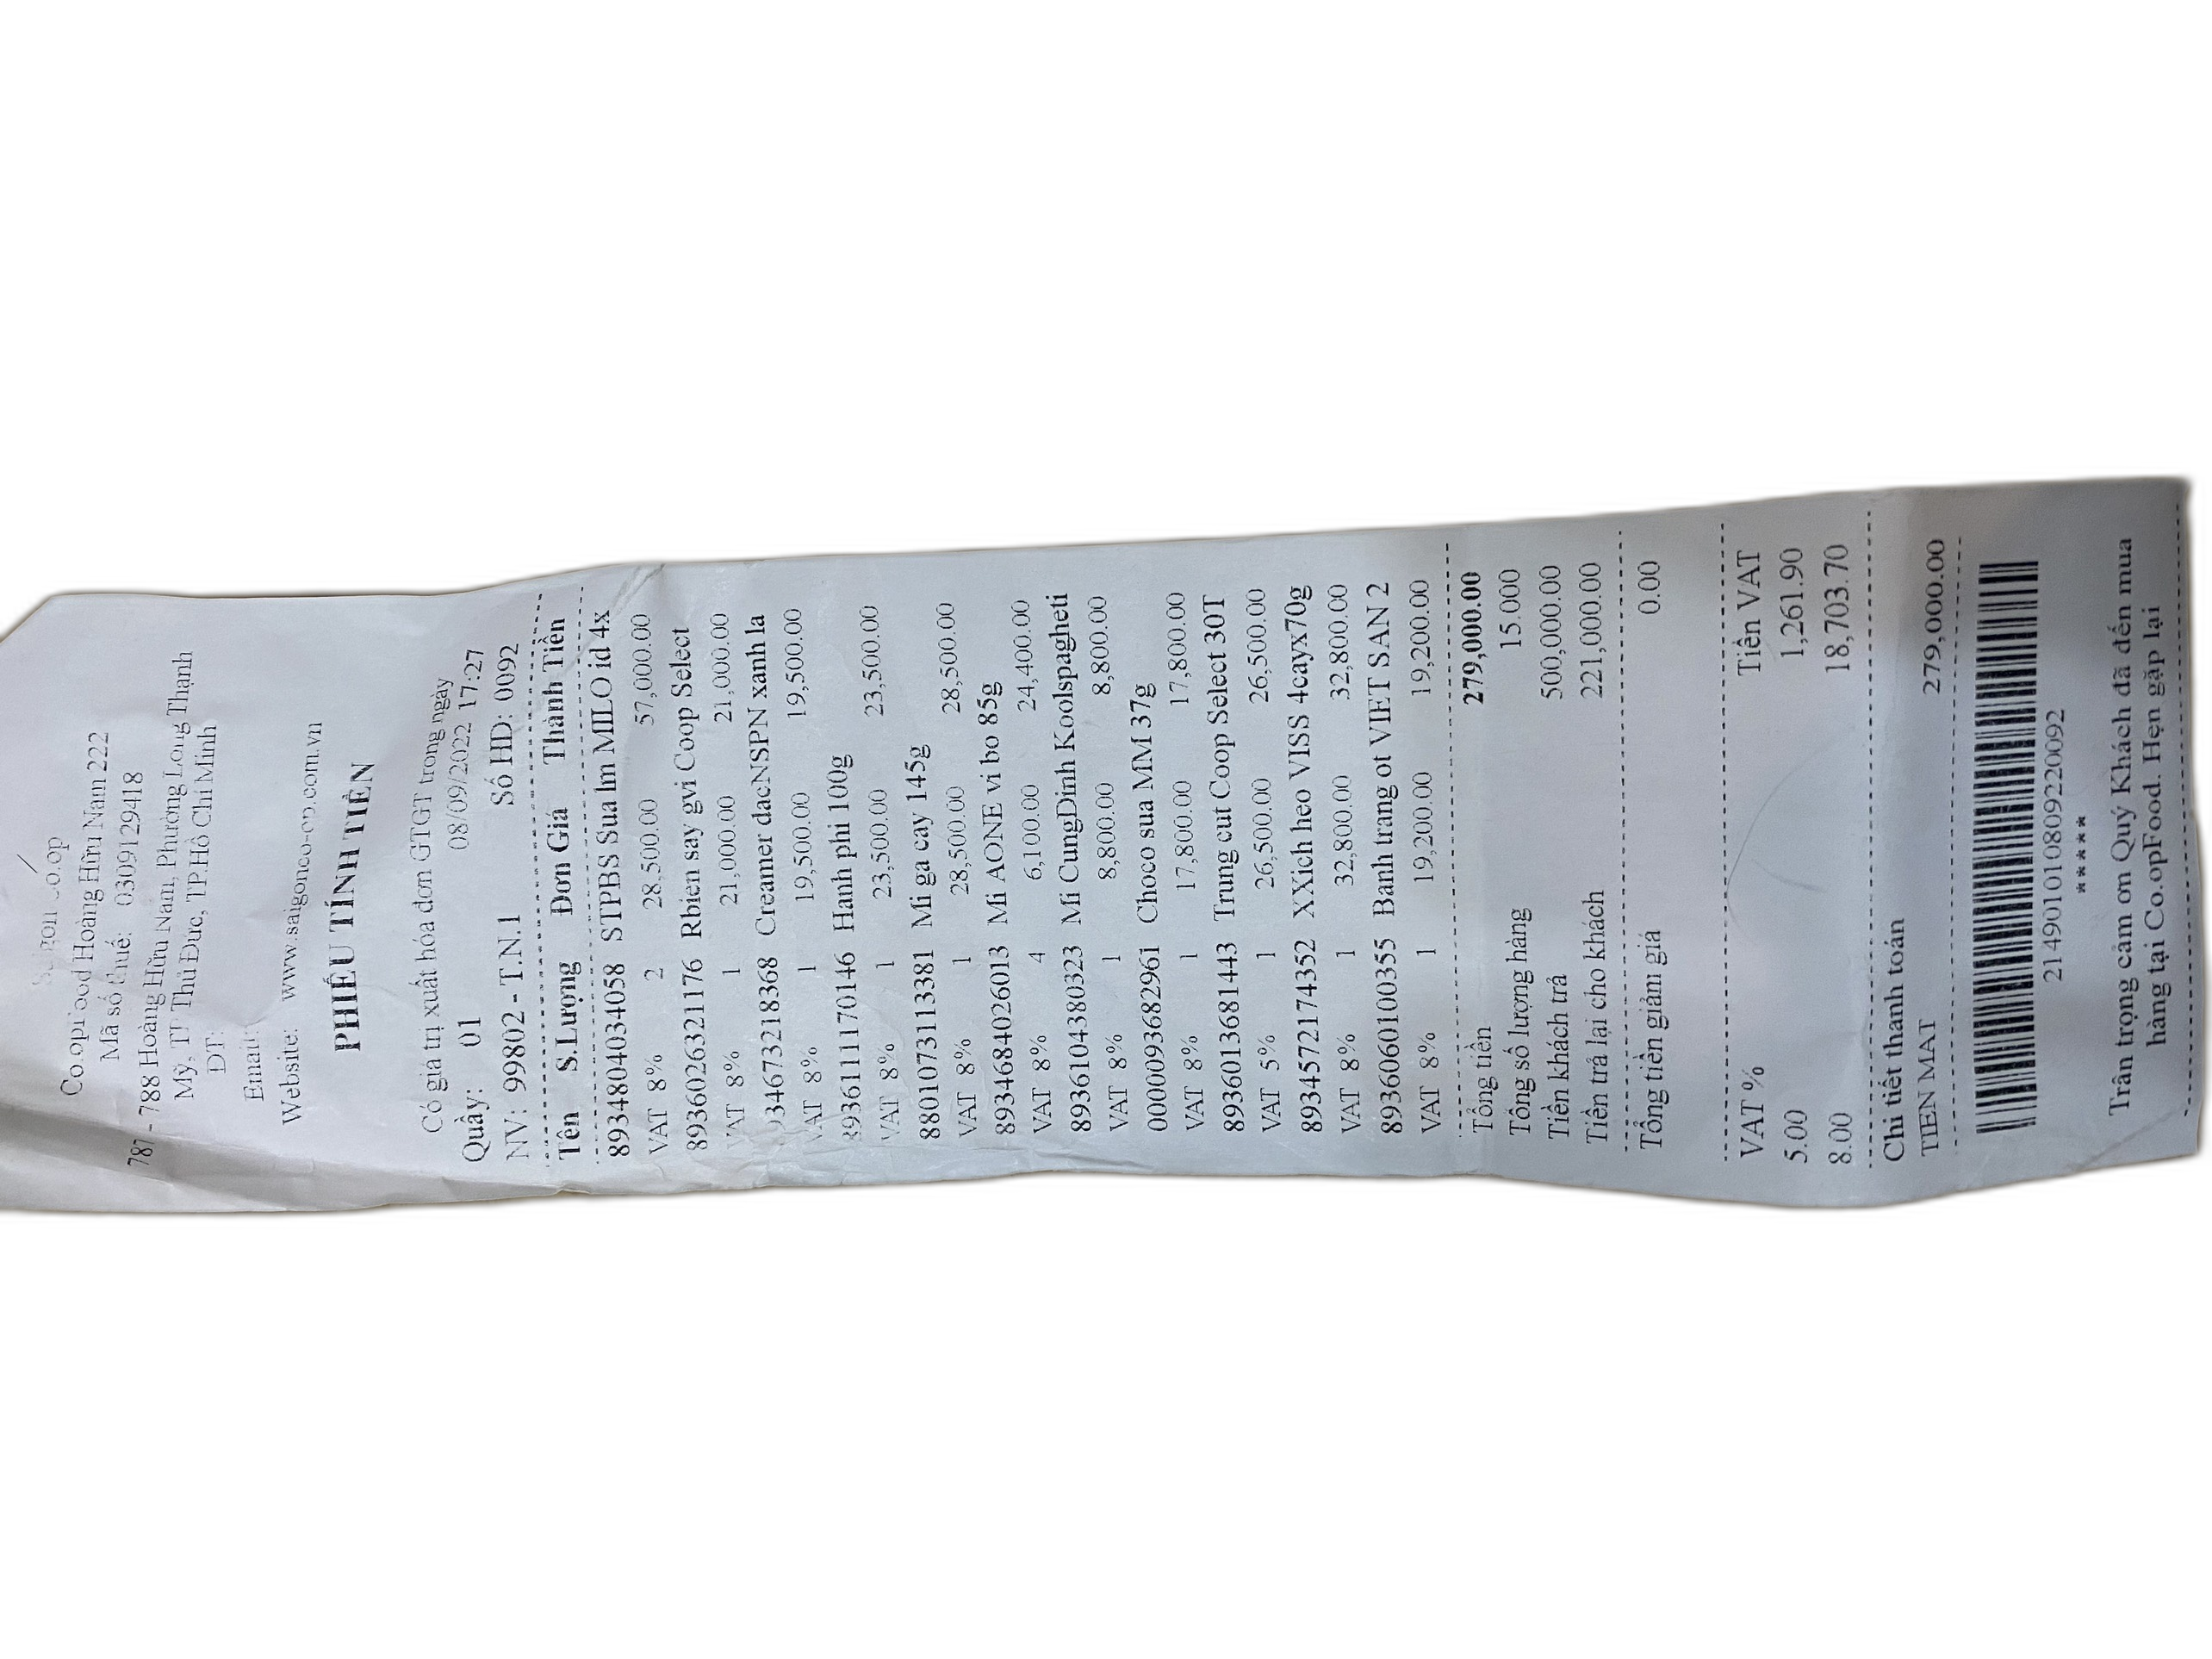 Co.op
Hoàng Hữu Nam 222
Mã số thuế: 0309129418
787 - 788 Hoàng Hữu Nam, Phường Long Thạnh
Mỹ, TP Thủ Đức, TP.Hồ Chí Minh
ĐT:
Email:
Website: www.saigonco-op.com.vn
PHIẾU TÍNH TIỀN
Có giá trị xuất hóa đơn GTGT trong ngày
Quầy: 01 08/09/2022 17:27
NV: 99802 - T.N.1 Số HD: 0092
Tên S.Lượng Đơn Giá Thành Tiền
8934804034058 STPBS Sua lm MILO id 4x
VAT 8% 2 28,500.00 57,000.00
8936026321176 Rbien say gvi Coop Select
VAT 8% 1 21,000.00 21,000.00
934673218368 Creamer dacNSPN xanh la
VAT 8% 1 19,500.00 19,500.00
8936111170146 Hanh phi 100g
VAT 8% 1 23,500.00 23,500.00
8801073113381 Mi ga cay 145g
VAT 8% 1 28,500.00 28,500.00
8934684026013 Mi AONE vi bo 85g
VAT 8% 4 6,100.00 24,400.00
8936104380323 Mi CungDinh Koolspagheti
VAT 8% 1 8,800.00 8,800.00
0000093682961 Choco sua MM 37g
VAT 8% 1 17,800.00 17,800.00
8936013681443 Trung cut Coop Select 30T
VAT 5% 1 26,500.00 26,500.00
8934572174352 XXich heo VISS 4cayx70g
VAT 8% 1 32,800.00 32,800.00
8936060100355 Banh trang ot VIET SAN 2
VAT 8% 1 19,200.00 19,200.00
Tổng tiền 279,000.00
Tổng số lượng hàng 15.000
Tiền khách trả 500,000.00
Tiền trả lại cho khách 221,000.00
Tổng tiền giảm giá 0.00
VAT % Tiền VAT
5.00 1,261.90
8.00 18,703.70
Chi tiết thanh toán
TIEN MAT 279,000.00
2149010108092200092
*****
Trân trọng cảm ơn Quý Khách đã đến mua
hàng tại Co.opFood. Hẹn gặp lại